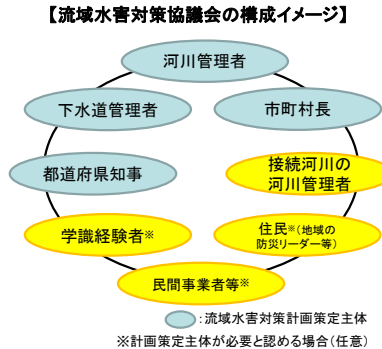 【流域水害対策協議会の構成イメージ】
河川管理者
下水道管理者
市町村長
都道府県知事
接続河川の
河川管理者
学識経験者※
住民※(地域の
防災リーダー等)
民間事業者等※
:流域水害対策計画策定主体
※計画策定主体が必要と認める場合(任意)